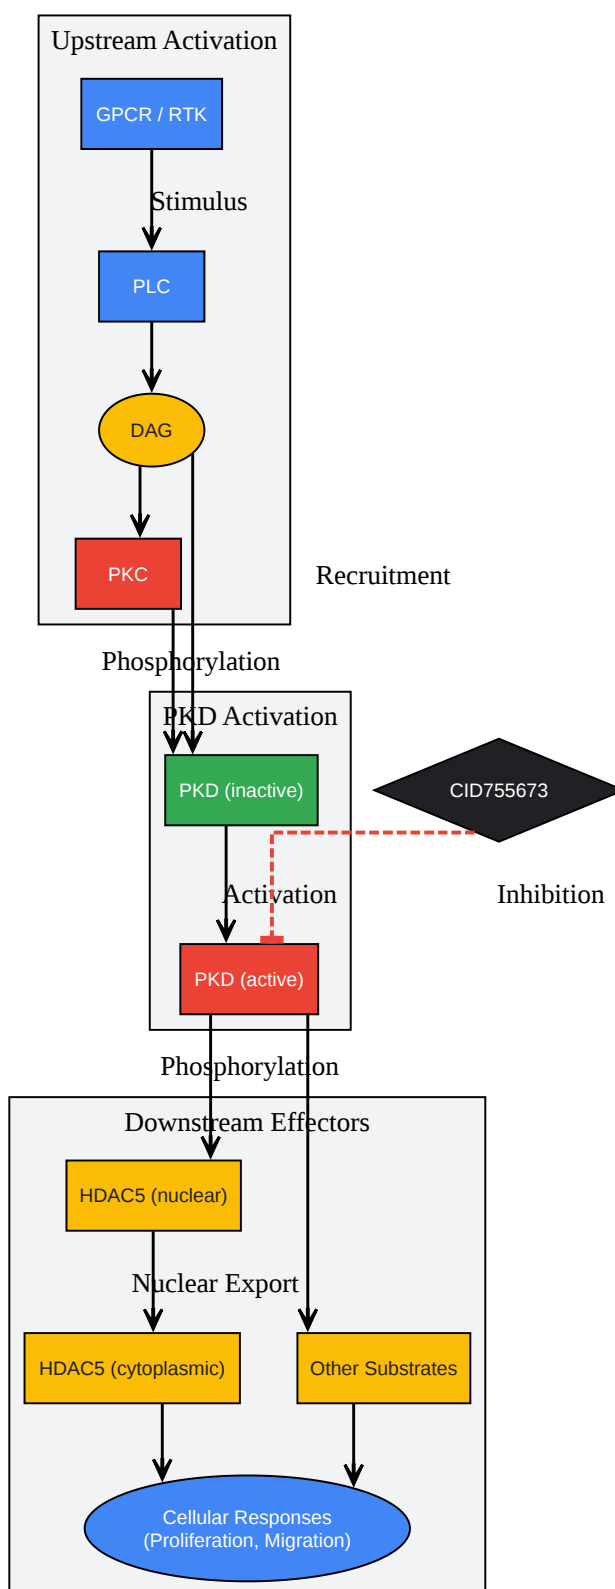 Upstream Activation
GPCR / RTK
Stimulus
PLC
DAG
PKC
Recruitment
Phosphorylation
PKD Activation
PKD (inactive)
CID755673
Activation
Inhibition
PKD (active)
Phosphorylation
Downstream Effectors
HDAC5 (nuclear)
Nuclear Export
HDAC5 (cytoplasmic)
Other Substrates
Cellular Responses
(Proliferation, Migration)